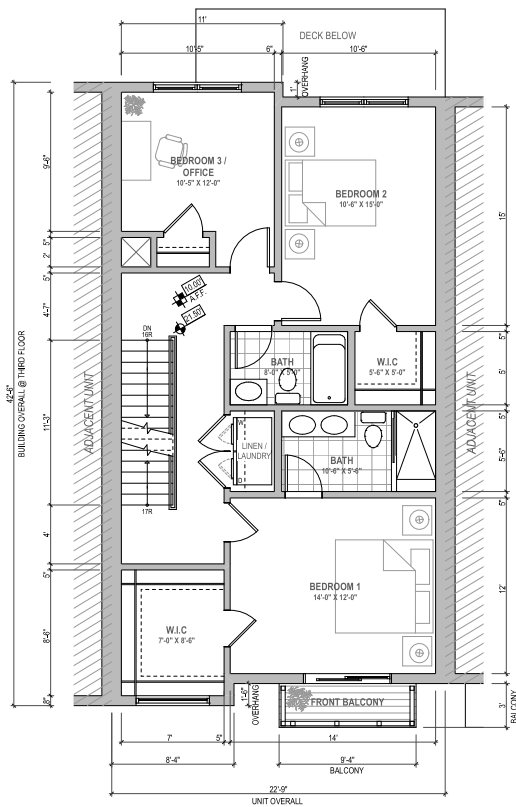 11'
DECK BELOW
10'-5"
6"
10'-6"
1'
OVERHANG
9'-6"
BEDROOM 3 /
OFFICE
10'-5" X 12'-0"
BEDROOM 2
10'-6" X 15'-0"
15'
5"
2'
5"
10.00'
A.F.F.
21.50'
4'-7"
DN
16R
BATH
8'-0" X 5'-0"
W.I.C
5'-6" X 5'-0"
5"
6'
42'-6"
BUILDING OVERALL @ THIRD FLOOR
ADJACENT UNIT
ADJACENT UNIT
11'-3"
W
LINEN /
LAUNDRY
D
BATH
10'-6" X 5'-6"
5"
5'-6"
17R
4'
5"
BEDROOM 1
14'-0" X 12'-0"
12'
5"
8'-6"
W.I.C
7'-0" X 8'-6"
8"
1'-6"
OVERHANG
FRONT BALCONY
3'
BALCONY
7'
5"
14'
8'-4"
9'-4"
BALCONY
22'-9"
UNIT OVERALL